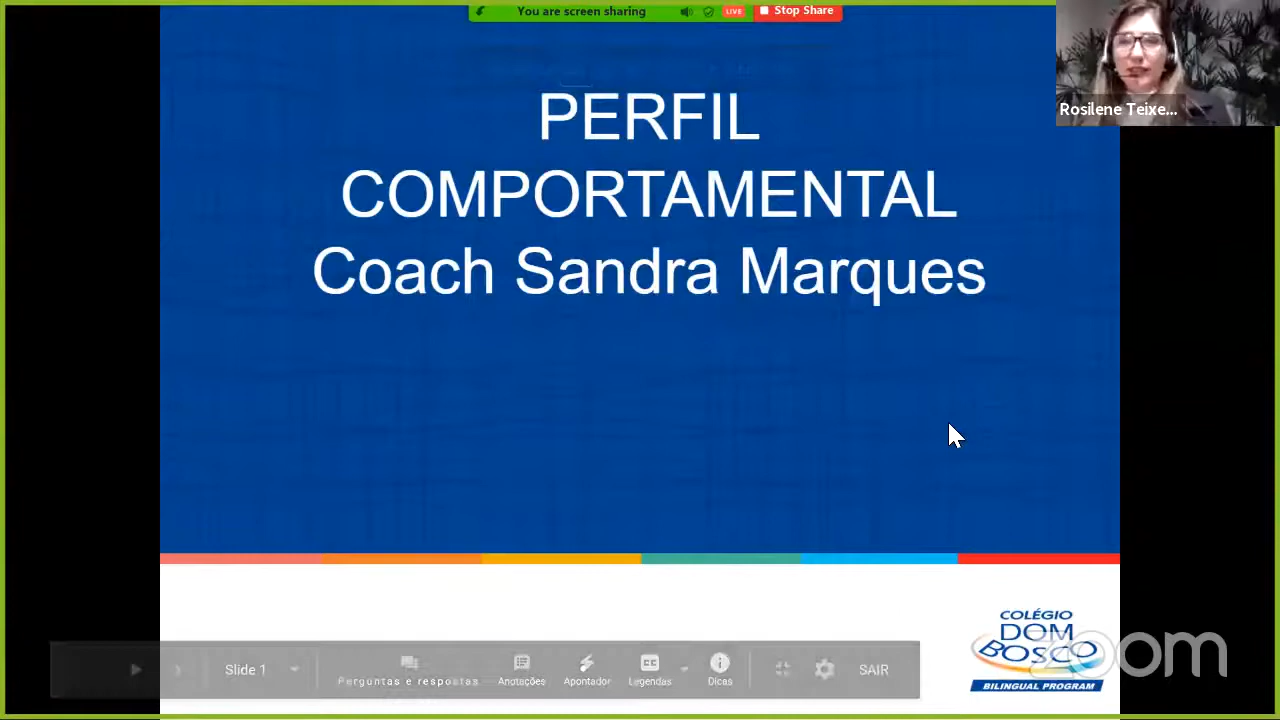 You are screen sharing
LIVE
Stop Share
Rosilene Teixe...
PERFIL
COMPORTAMENTAL
Coach Sandra Marques
COLÉGIO
DOM
BOSCO
BILINGUAL PROGRAM
zoom
Slide 1
Perguntas e respostas
Anotações
Apontador
Legendas
Dicas
SAIR